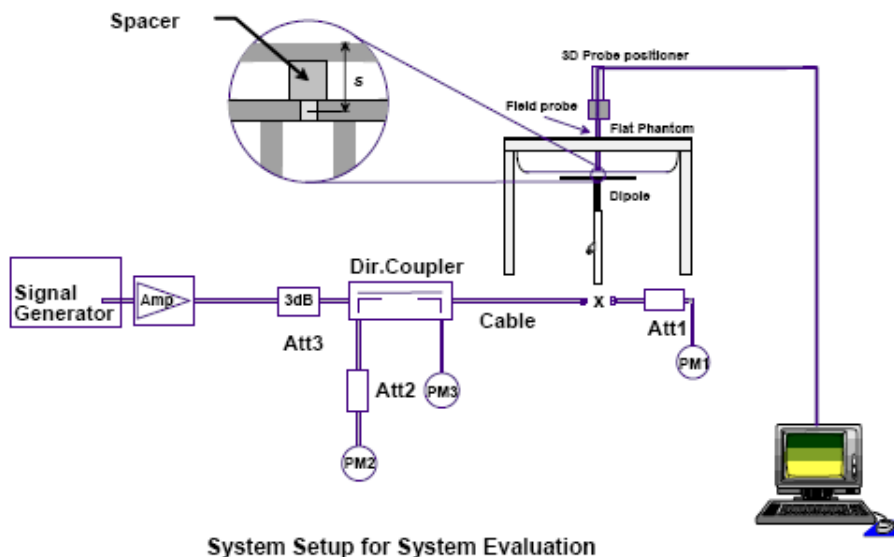 Spacer
s
3D Probe positioner
Field probe
Flat Phantom
Dipole
Signal
Generator
Amp
3dB
Att3
Dir.Coupler
Cable
X
Att1
PM1
Att2
PM3
PM2
System Setup for System Evaluation